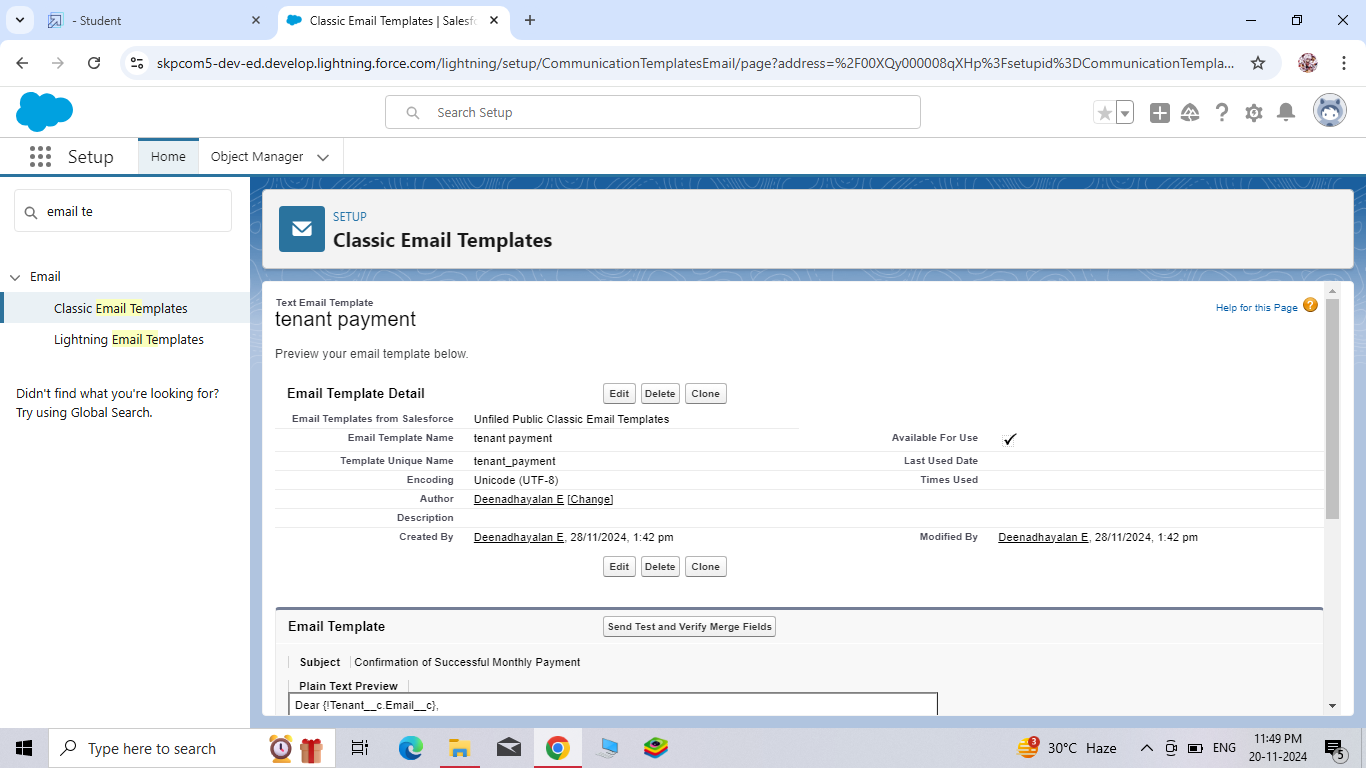 - Student
Classic Email Templates | Salesfo
skpcom5-dev-ed.develop.lightning.force.com/lightning/setup/CommunicationTemplatesEmail/page?address=%2F00XQy000008qXHp%3Fsetupid%3DCommunicationTempla...
Search Setup
Setup
Home
Object Manager
email te
Email
Classic Email Templates
Lightning Email Templates
Didn't find what you're looking for?
Try using Global Search.
SETUP
Classic Email Templates
Text Email Template
tenant payment
Help for this Page
Preview your email template below.
Email Template Detail
Edit Delete Clone
Email Templates from Salesforce Unfiled Public Classic Email Templates
Email Template Name tenant payment Available For Use
Template Unique Name tenant_payment Last Used Date
Encoding Unicode (UTF-8) Times Used
Author Deenadhayalan E [Change]
Description
Created By Deenadhayalan E, 28/11/2024, 1:42 pm Modified By Deenadhayalan E, 28/11/2024, 1:42 pm
Edit Delete Clone
Email Template Send Test and Verify Merge Fields
Subject Confirmation of Successful Monthly Payment
Plain Text Preview
Dear {!Tenant__c.Email__c},
Type here to search
3
30°C Haze
ENG
11:49 PM
20-11-2024
5